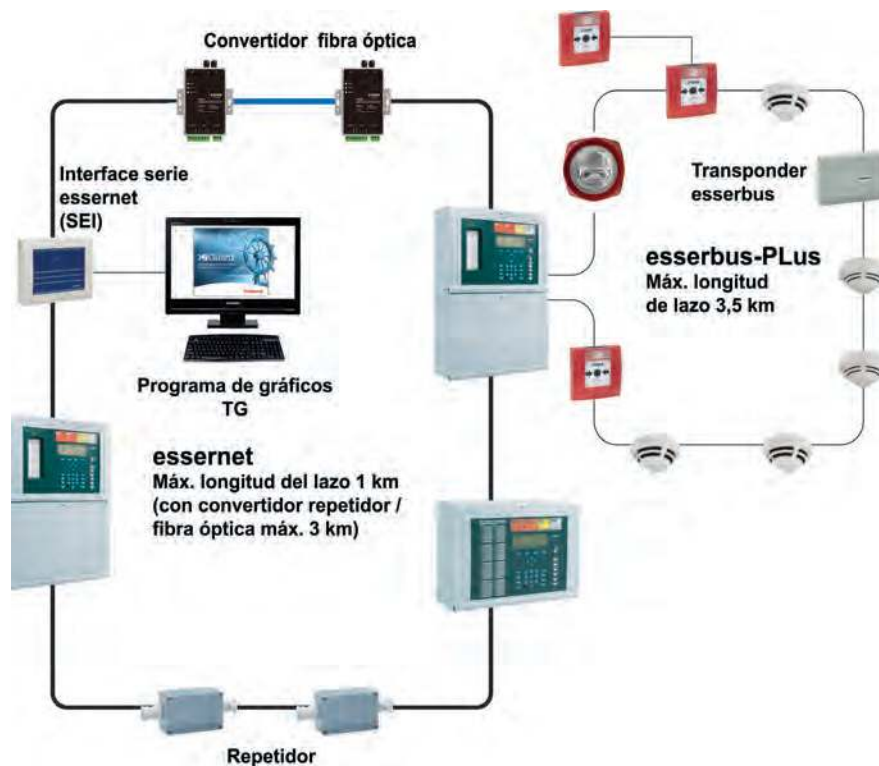 Convertidor fibra óptica
Interface serie
essernet
(SEI)
Transponder
esserbus
esserbus-PLus
Máx. longitud
de lazo 3,5 km
Programa de gráficos
TG
essernet
Máx. longitud del lazo 1 km
(con convertidor repetidor /
fibra óptica máx. 3 km)
Repetidor